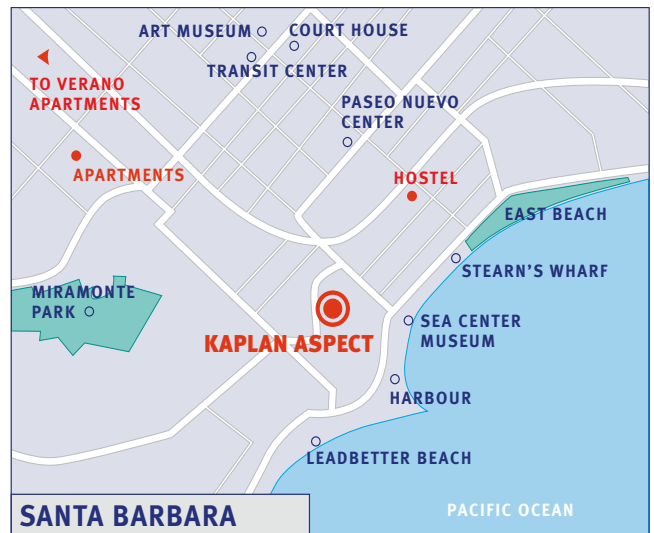 ART MUSEUM
COURT HOUSE
TRANSIT CENTER
TO VERANO
APARTMENTS
PASEO NUEVO
CENTER
APARTMENTS
HOSTEL
EAST BEACH
STEARN'S WHARF
MIRAMONTE
PARK
SEA CENTER
MUSEUM
KAPLAN ASPECT
HARBOUR
LEADBETTER BEACH
SANTA BARBARA
PACIFIC OCEAN